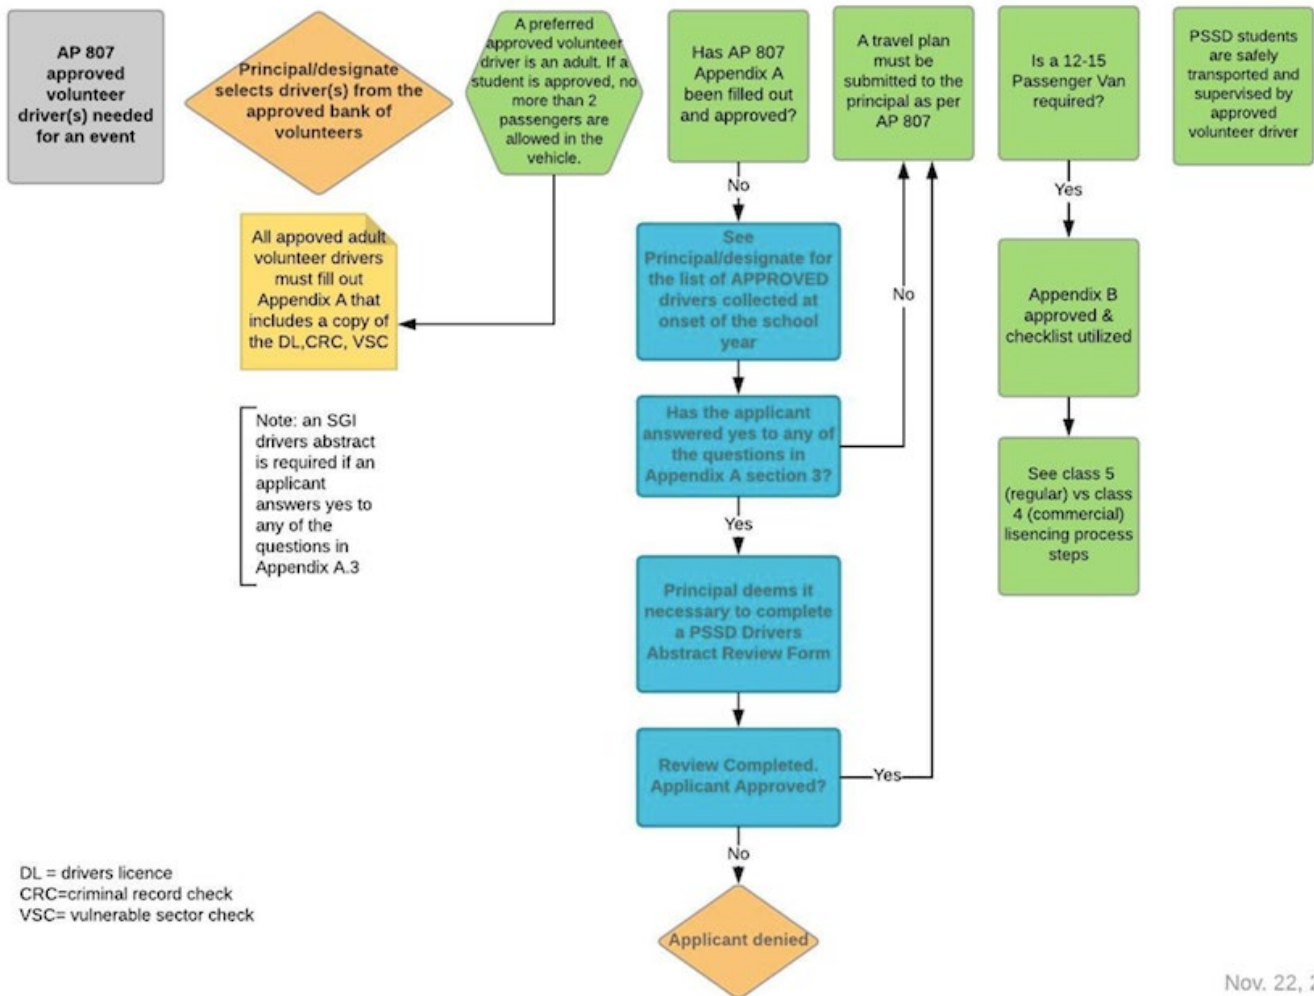 AP 807
approved
volunteer
driver(s) needed
for an event
Principal/designate
selects driver(s) from the
approved bank of
volunteers
A preferred
approved volunteer
driver is an adult. If a
student is approved, no
more than 2
passengers are
allowed in the
vehicle.
Has AP 807
Appendix A
been filled out
and approved?
A travel plan
must be
submitted to the
principal as per
AP 807
Is a 12-15
Passenger Van
required?
PSSD students
are safely
transported and
supervised by
approved
volunteer driver
All appoved adult
volunteer drivers
must fill out
Appendix A that
includes a copy of
the DL,CRC, VSC
Note: an SGI
drivers abstract
is required if an
applicant
answers yes to
any of the
questions in
Appendix A.3
No
See
Principal/designate for
the list of APPROVED
drivers collected at
onset of the school
year
Has the applicant
answered yes to any of
the questions in
Appendix A section 3?
No
Yes
Principal deems it
necessary to complete
a PSSD Drivers
Abstract Review Form
Review Completed.
Applicant Approved?
Yes
No
Applicant denied
Yes
Appendix B
approved &
checklist utilized
See class 5
(regular) vs class
4 (commercial)
lisencing process
steps
DL = drivers licence
CRC=criminal record check
VSC= vulnerable sector check
Nov. 22,